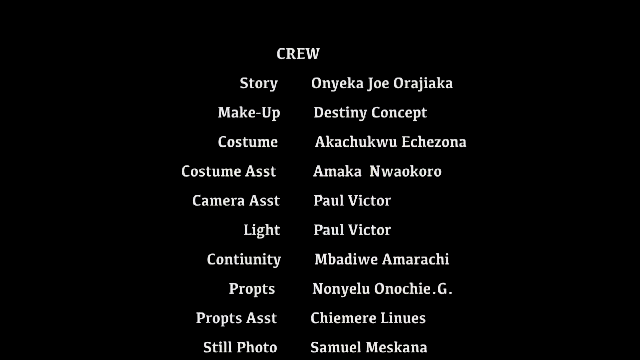 CREW
Story Onyeka Joe Orajiaka
Make-Up Destiny Concept
Costume Akachukwu Echezona
Costume Asst Amaka Nwaokoro
Camera Asst Paul Victor
Light Paul Victor
Contiunity Mbadiwe Amarachi
Propts Nonyelu Onochie.G.
Propts Asst Chiemere Linues
Still Photo Samuel Meskana